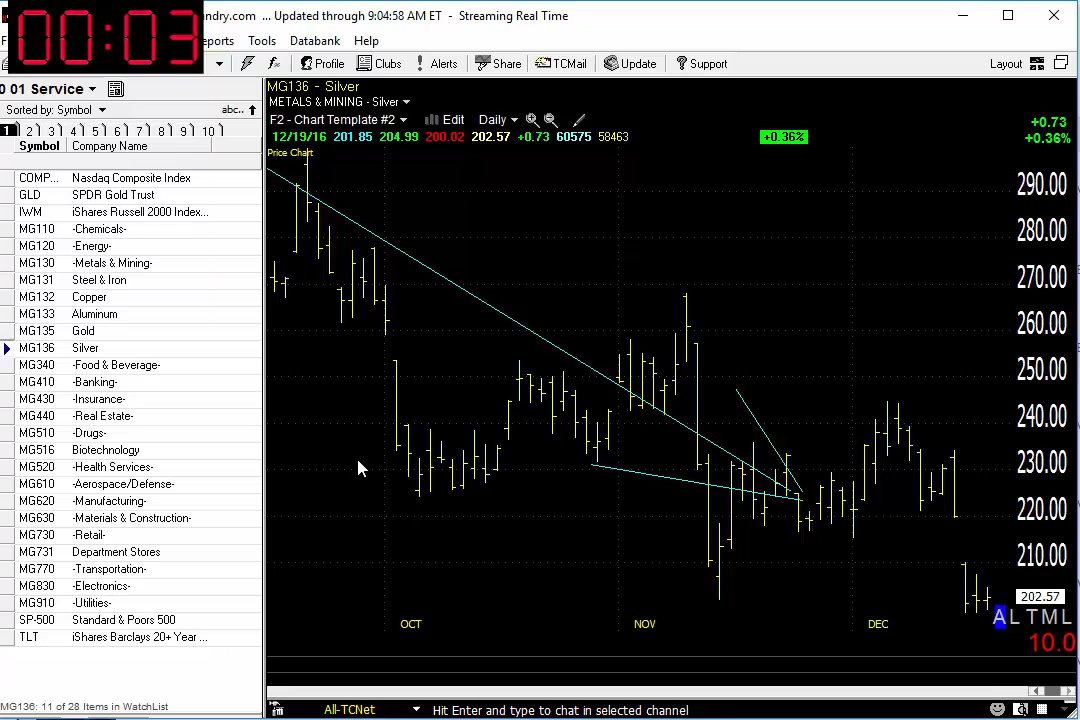 00:03
ndry.com ... Updated through 9:04:58 AM ET - Streaming Real Time
F eports Tools Databank Help
Profile Clubs Alerts Share TCMail Update Support Layout
0 01 Service
Sorted by: Symbol abc..
1 2 3 4 5 6 7 8 9 10
Symbol Company Name
COMP... Nasdaq Composite Index
GLD SPDR Gold Trust
IWM iShares Russell 2000 Index...
MG110 -Chemicals-
MG120 -Energy-
MG130 -Metals & Mining-
MG131 Steel & Iron
MG132 Copper
MG133 Aluminum
MG135 Gold
MG136 Silver
MG340 -Food & Beverage-
MG410 -Banking-
MG430 -Insurance-
MG440 -Real Estate-
MG510 -Drugs-
MG516 Biotechnology
MG520 -Health Services-
MG610 -Aerospace/Defense-
MG620 -Manufacturing-
MG630 -Materials & Construction-
MG730 -Retail-
MG731 Department Stores
MG770 -Transportation-
MG830 -Electronics-
MG910 -Utilities-
SP-500 Standard & Poors 500
TLT iShares Barclays 20+ Year ...
MG136: 11 of 28 Items in WatchList
MG136 - Silver
METALS & MINING - Silver
F2 - Chart Template #2 Edit Daily
12/19/16 201.85 204.99 200.02 202.57 +0.73 60575 58463 +0.36%
+0.73
+0.36%
Price Chart
290.00
280.00
270.00
260.00
250.00
240.00
230.00
220.00
210.00
202.57
OCT NOV DEC
A L T M L
10.0
All-TCNet Hit Enter and type to chat in selected channel